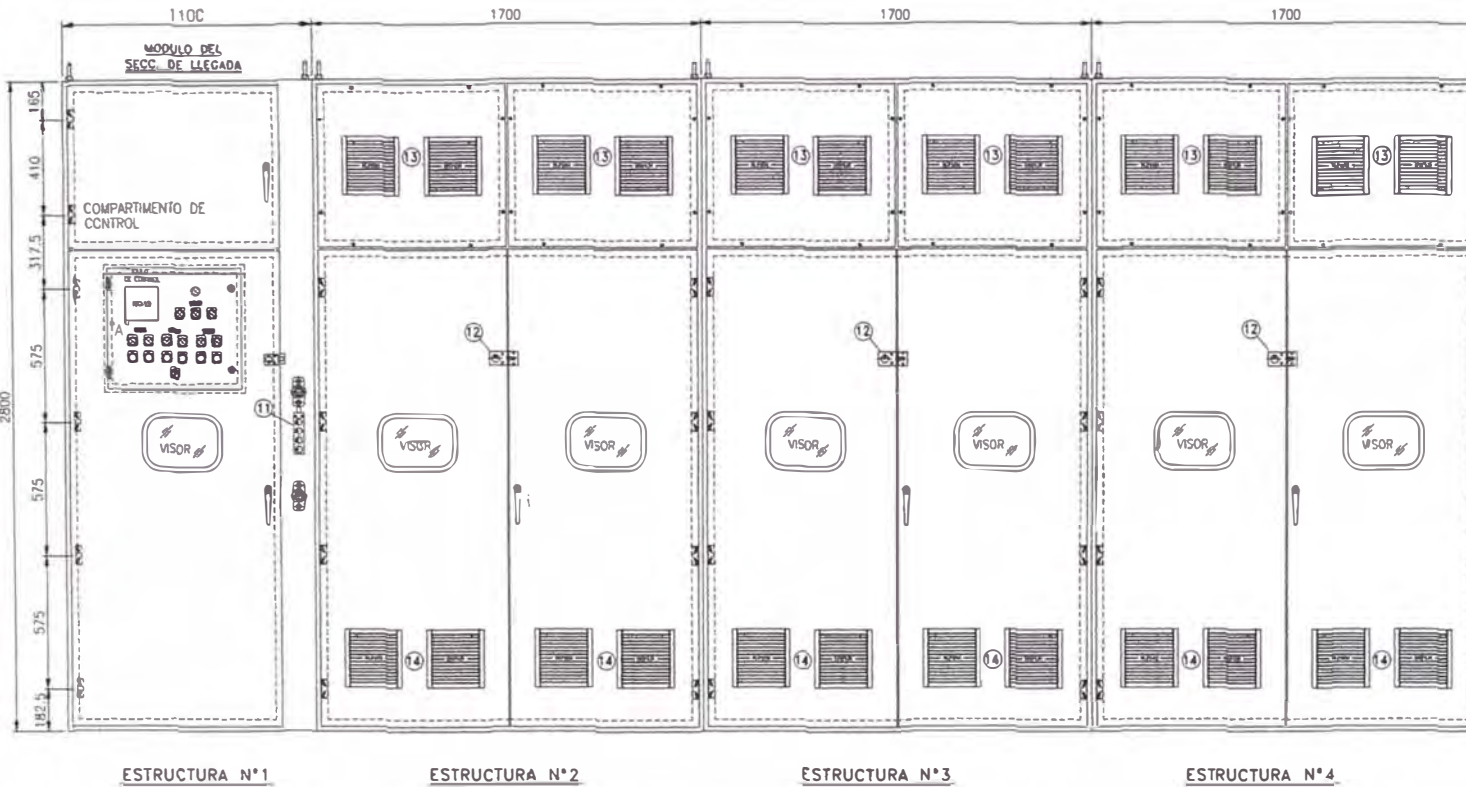 110C
1700
1700
1700
MODULO DEL
SECC. DE LLEGADA
165
410
317.5
575
575
575
182.5
2800
COMPARTIMENTO DE
CONTROL
DE CONTROL
A
11
12
12
12
13
13
13
13
13
13
VISOR
VISOR
VISOR
VISOR
VISOR
VISOR
VISOR
14
14
14
14
14
14
ESTRUCTURA N°1
ESTRUCTURA N°2
ESTRUCTURA N°3
ESTRUCTURA N°4